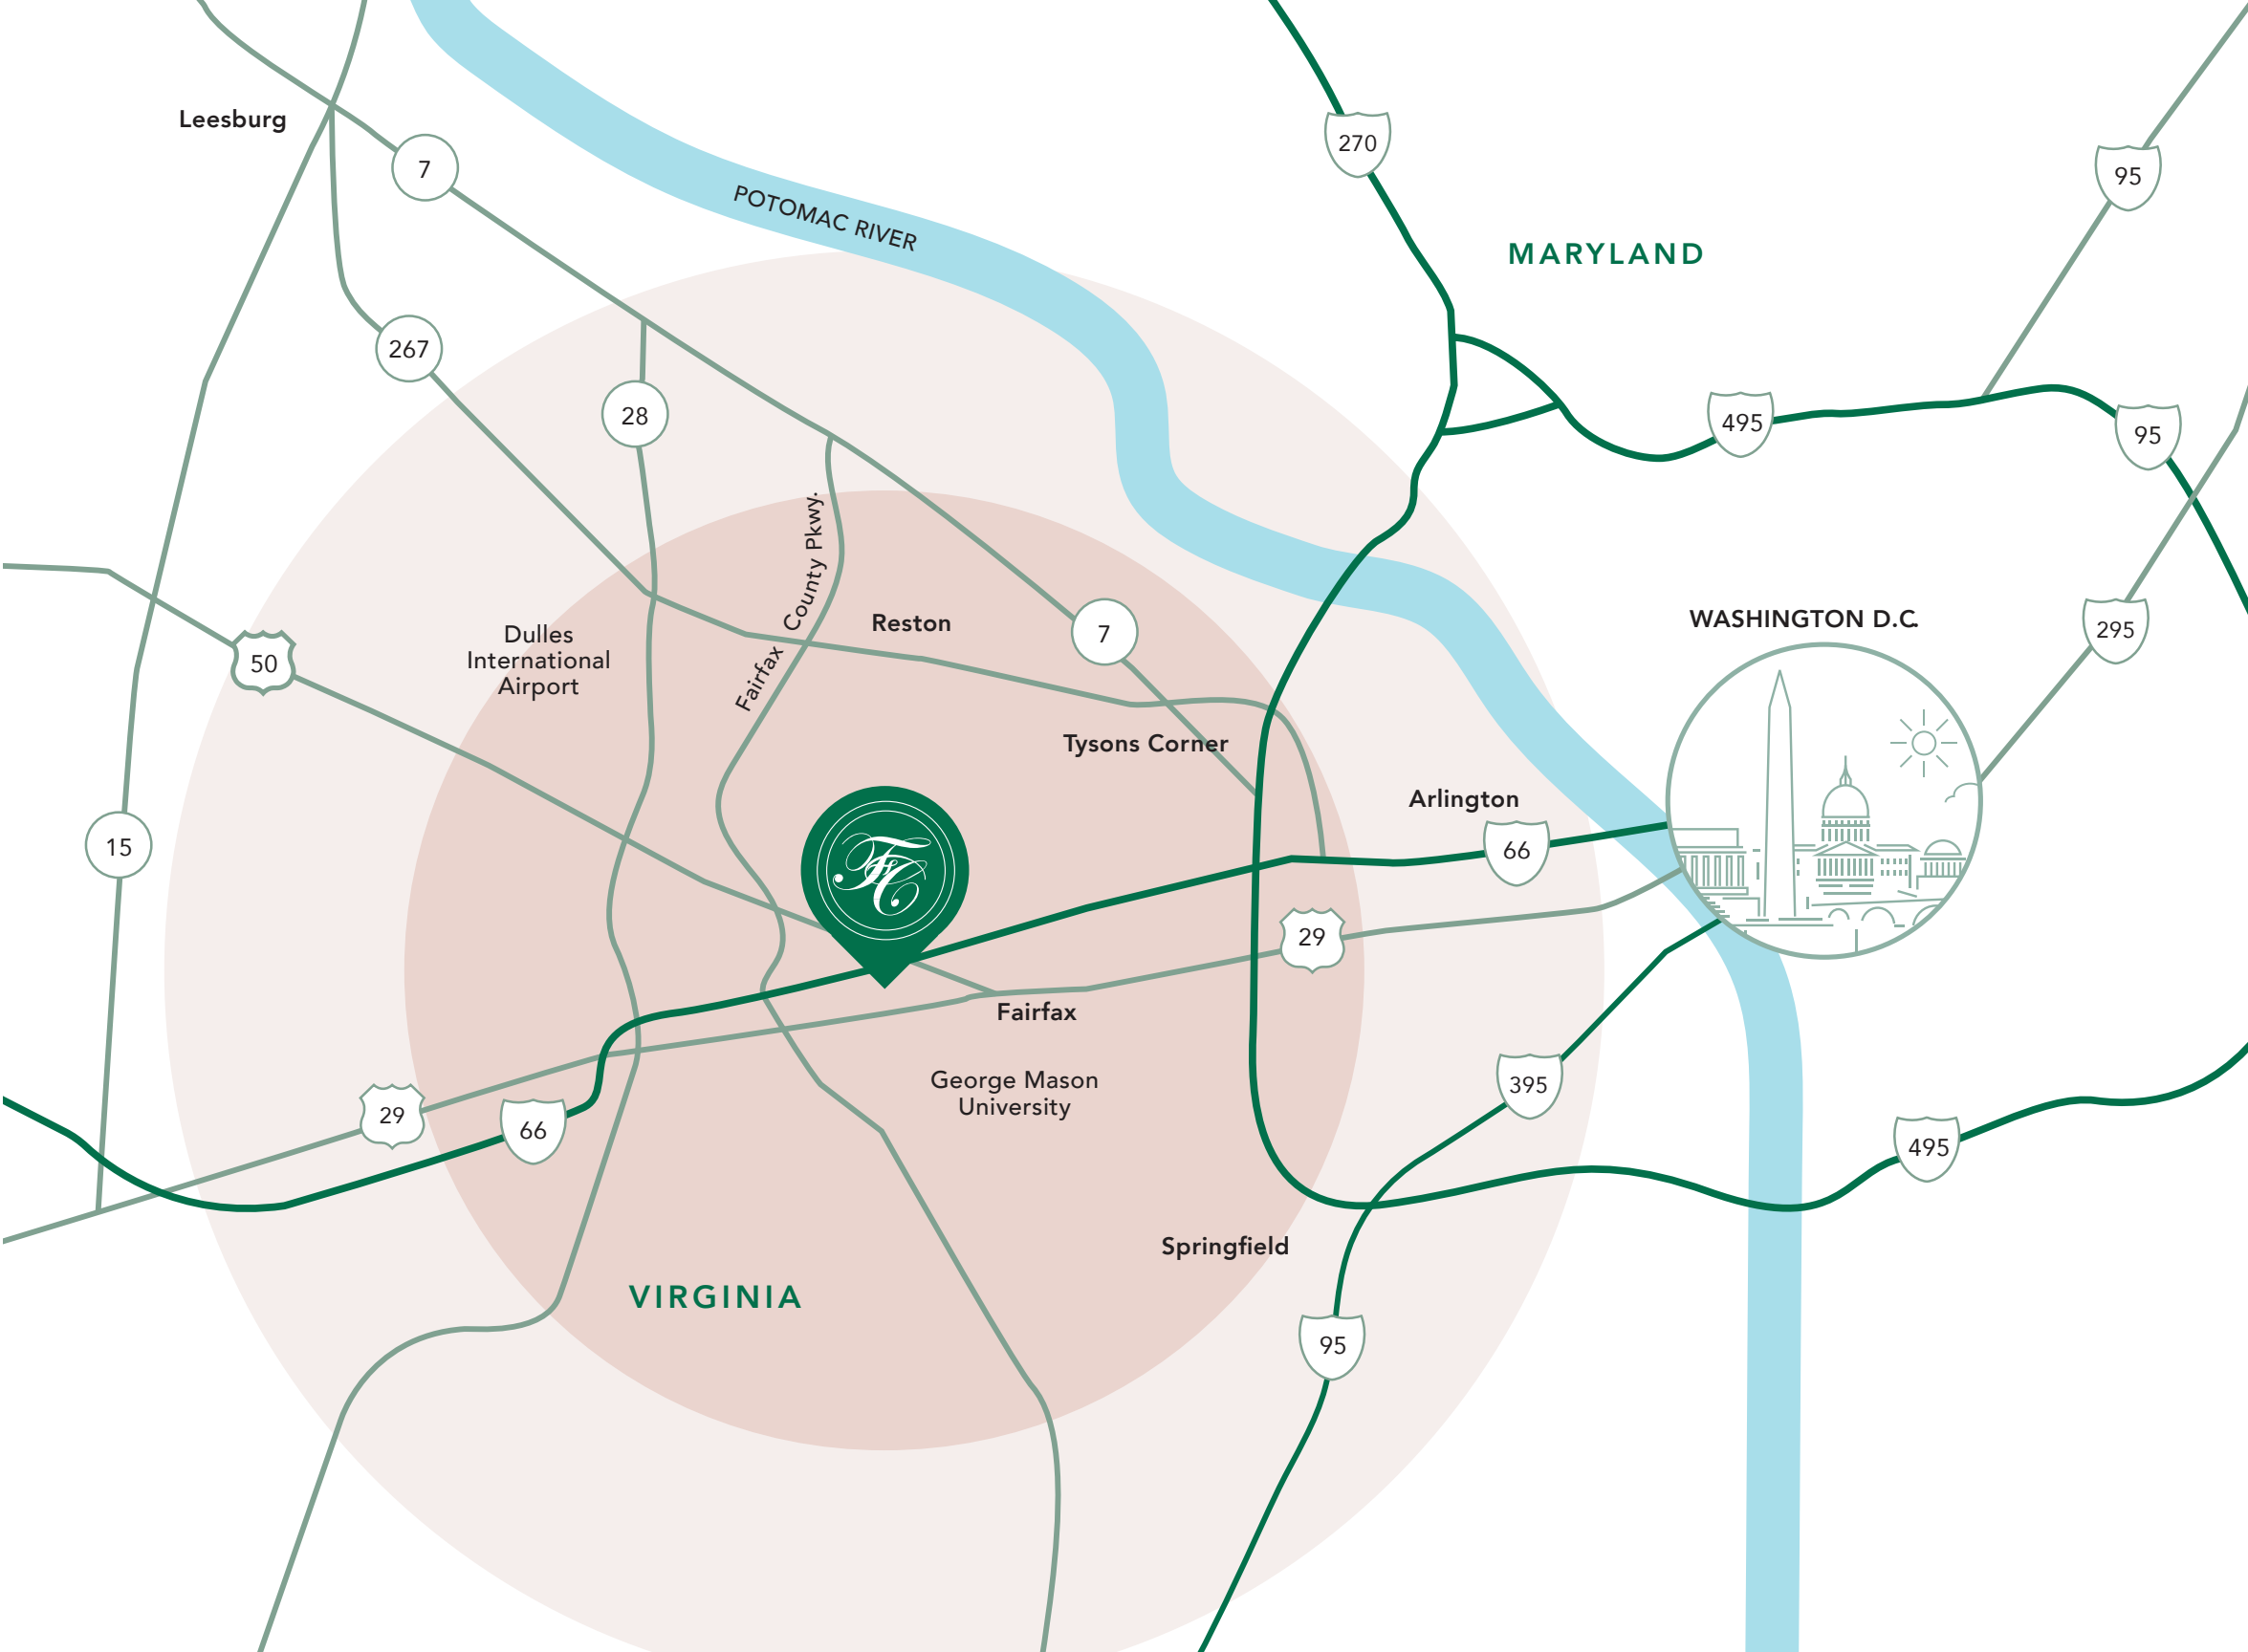 Leesburg
7
270
95
POTOMAC RIVER
MARYLAND
267
28
495
95
Fairfax County Pkwy.
Reston
7
WASHINGTON D.C.
295
Dulles
International
Airport
50
Tysons Corner
Arlington
15
66
FHC
29
Fairfax
George Mason
University
395
29
66
495
Springfield
VIRGINIA
95